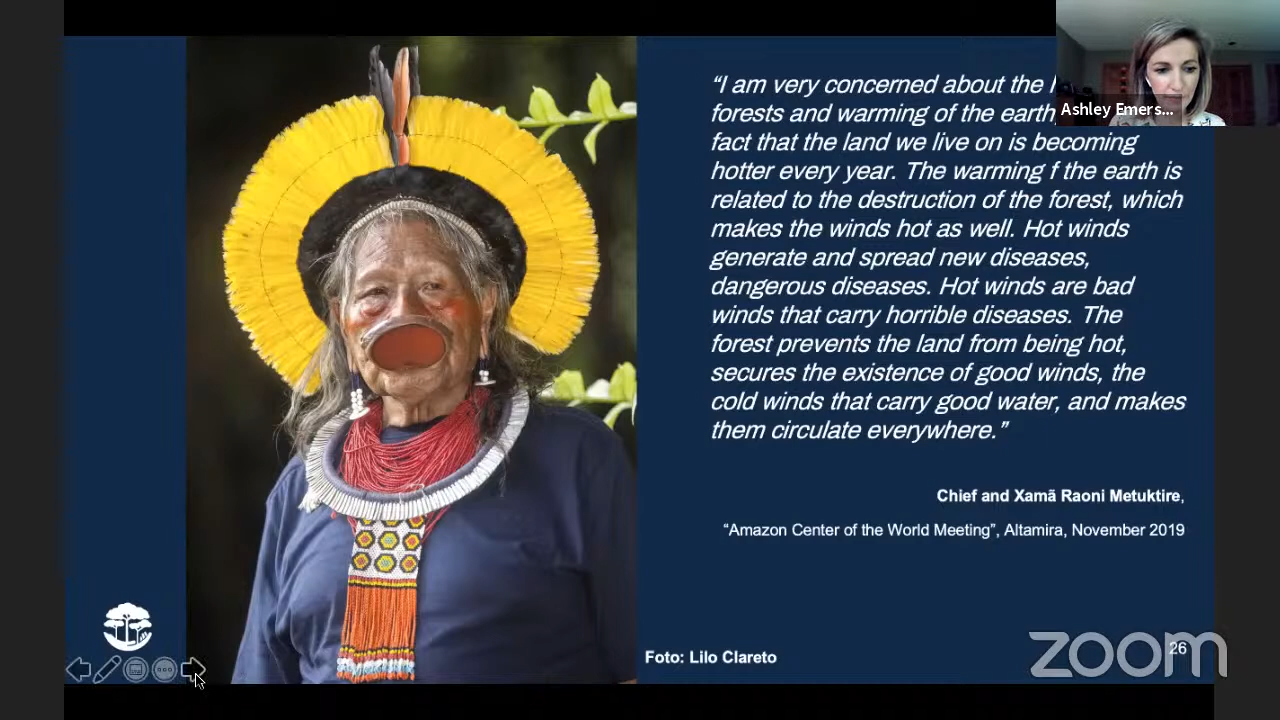 “I am very concerned about the
forests and warming of the earth,
fact that the land we live on is becoming
hotter every year. The warming f the earth is
related to the destruction of the forest, which
makes the winds hot as well. Hot winds
generate and spread new diseases,
dangerous diseases. Hot winds are bad
winds that carry horrible diseases. The
forest prevents the land from being hot,
secures the existence of good winds, the
cold winds that carry good water, and makes
them circulate everywhere.”
Chief and Xamã Raoni Metuktire,
“Amazon Center of the World Meeting”, Altamira, November 2019
Foto: Lilo Clareto
26
Ashley Emers...
zoom